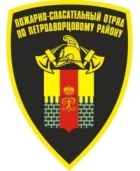 ПОЖАРНО-СПАСАТЕЛЬНЫЙ ОТРЯД
ПО ПЕТРОДВОРЦОВОМУ РАЙОНУ